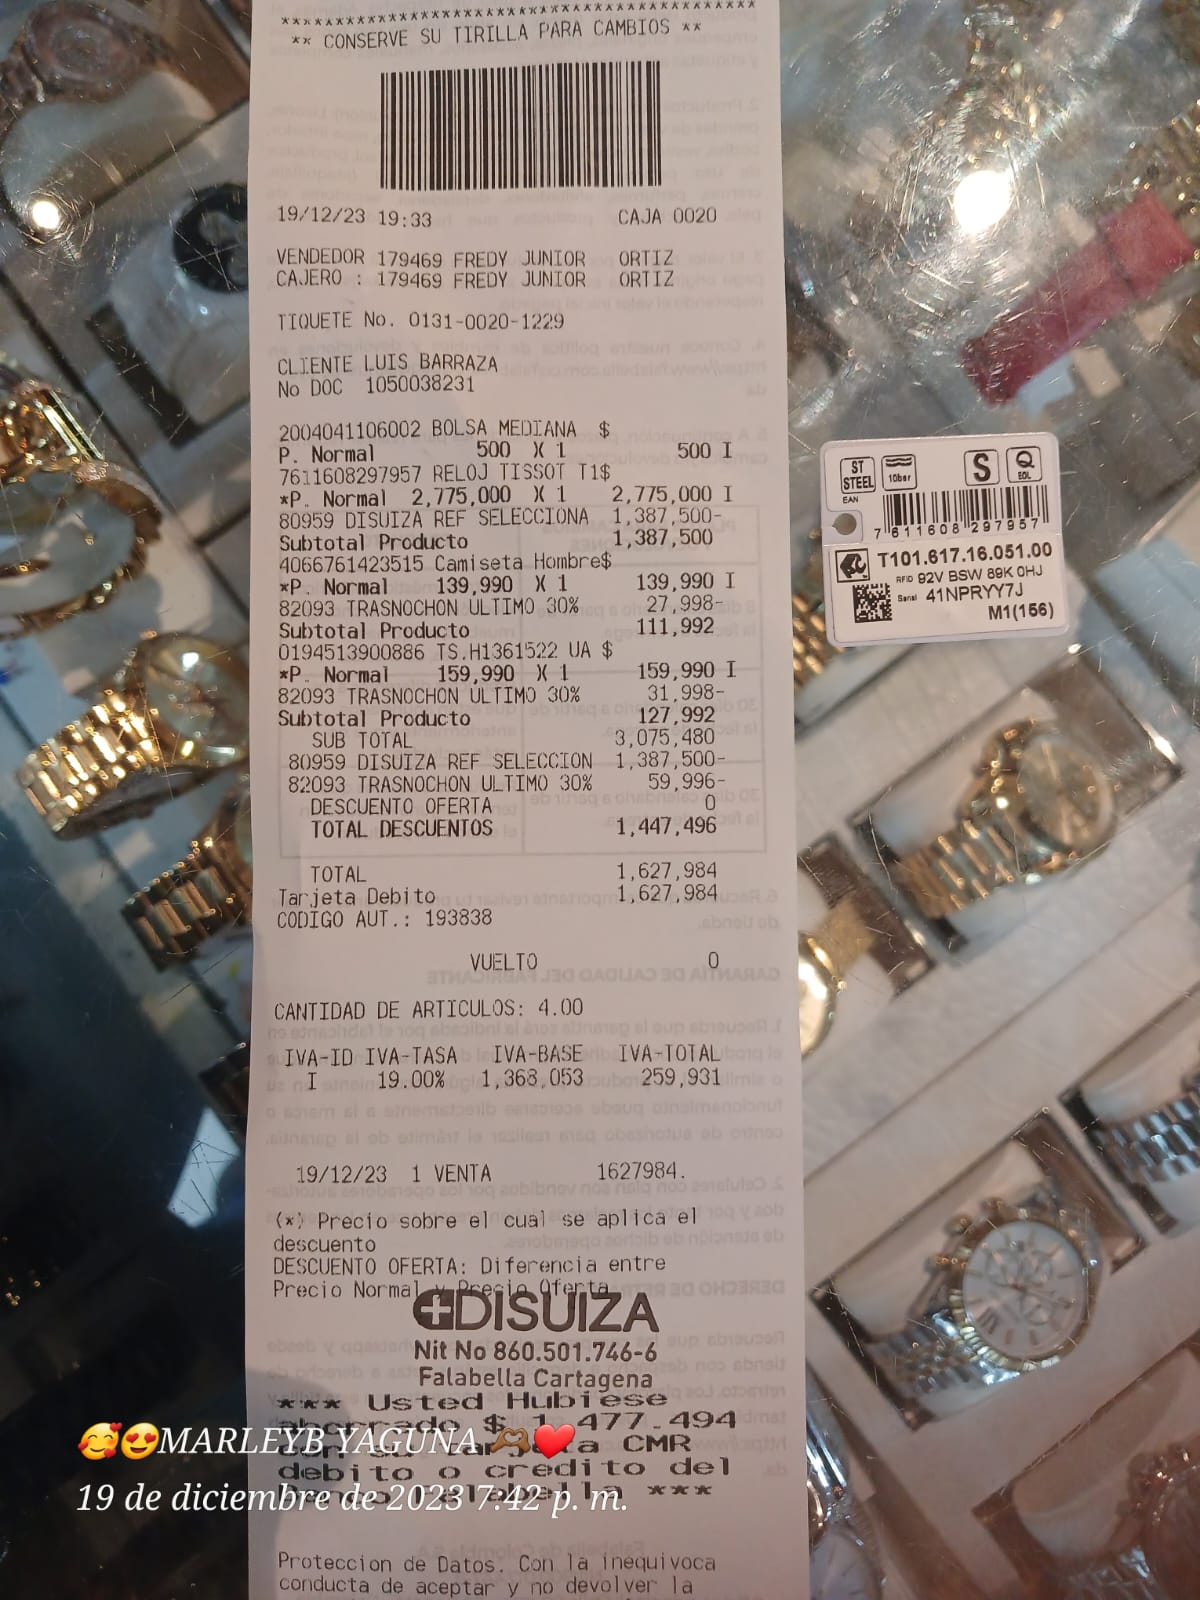 ** CONSERVE SU TIRILLA PARA CAMBIOS **
19/12/23 19:33 CAJA 0020
VENDEDOR 179469 FREDY JUNIOR ORTIZ
CAJERO : 179469 FREDY JUNIOR ORTIZ
TIQUETE No. 0131-0020-1229
CLIENTE LUIS BARRAZA
No DOC 1050038231
2004041106002 BOLSA MEDIANA $
P. Normal 500 X 1 500 I
7611608297957 RELOJ TISSOT T1$
*P. Normal 2,775,000 X 1 2,775,000 I
80959 DISUIZA REF SELECCIONA 1,387,500-
Subtotal Producto 1,387,500
4066761423515 Camiseta Hombre$
*P. Normal 139,990 X 1 139,990 I
82093 TRASNOCHON ULTIMO 30% 27,998-
Subtotal Producto 111,992
0194513900886 TS.H1361522 UA $
*P. Normal 159,990 X 1 159,990 I
82093 TRASNOCHON ULTIMO 30% 31,998-
Subtotal Producto 127,992
SUB TOTAL 3,075,480
80959 DISUIZA REF SELECCION 1,387,500-
82093 TRASNOCHON ULTIMO 30% 59,996-
DESCUENTO OFERTA 0
TOTAL DESCUENTOS 1,447,496
TOTAL 1,627,984
Tarjeta Debito 1,627,984
CODIGO AUT.: 193838
VUELTO 0
CANTIDAD DE ARTICULOS: 4.00
IVA-ID IVA-TASA IVA-BASE IVA-TOTAL
I 19.00% 1,368,053 259,931
19/12/23 1 VENTA 1627984.
(*) Precio sobre el cual se aplica el
descuento
DESCUENTO OFERTA: Diferencia entre
Precio Normal y Precio Oferta
DISUIZA
Nit No 860.501.746-6
Falabella Cartagena
*** Usted Hubiese
$ 1.477.494
CMR
debito o credito del
***
Proteccion de Datos. Con la inequivoca
conducta de aceptar y no devolver la
ST STEEL
10bar
S
Q
EOL
EAN
7 611608 297957
T101.617.16.051.00
RFID 92V BSW 89K 0HJ
Serial 41NPRYY7J
M1(156)
🥰😍MARLEYB YAGUNA🫶🏽❤️
19 de diciembre de 2023 7:42 p. m.